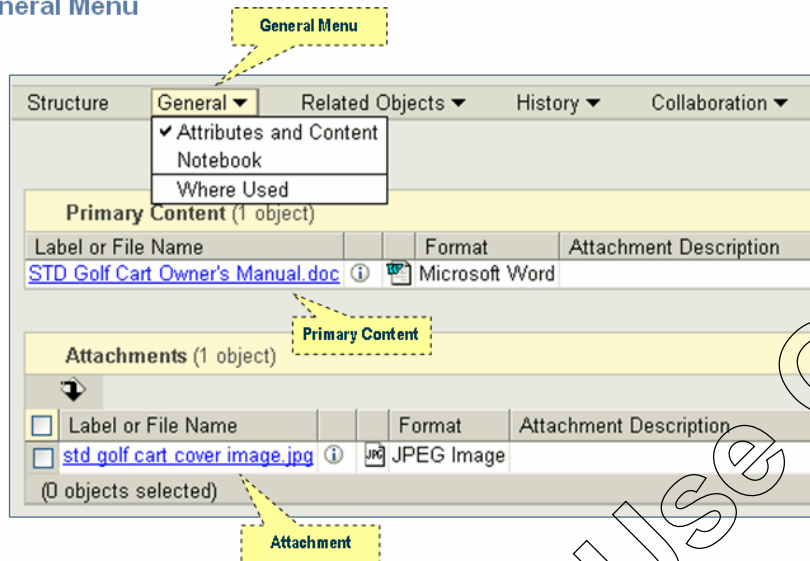 neral Menu
General Menu
Structure General ▼ Related Objects ▼ History ▼ Collaboration ▼
✔ Attributes and Content
Notebook
Where Used
Primary Content (1 object)
Label or File Name Format Attachment Description
STD Golf Cart Owner's Manual.doc Microsoft Word
Primary Content
Attachments (1 object)
Label or File Name Format Attachment Description
std golf cart cover image.jpg JPEG Image
(0 objects selected)
Attachment
Use O